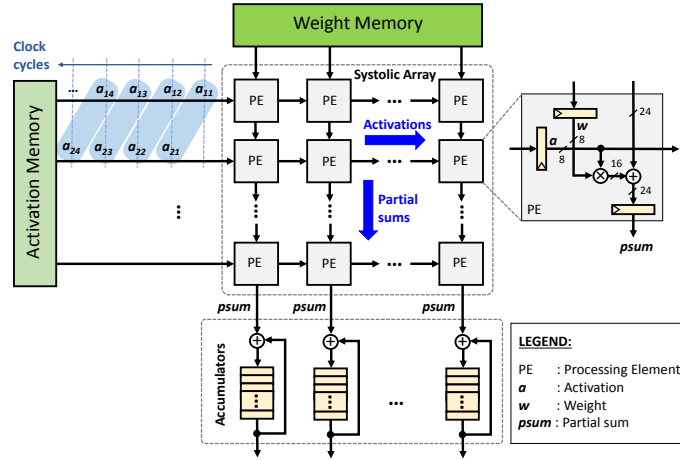 Weight Memory
Clock
cycles
Systolic Array
... a14 a13 a12 a11
PE PE ... PE
Activations
24
w
a 8
8
16
24
PE
psum
a24 a23 a22 a21
PE PE ... PE
Partial
sums
Activation Memory
PE PE ... PE
psum psum psum
Accumulators
...
LEGEND:
PE : Processing Element
a : Activation
w : Weight
psum : Partial sum